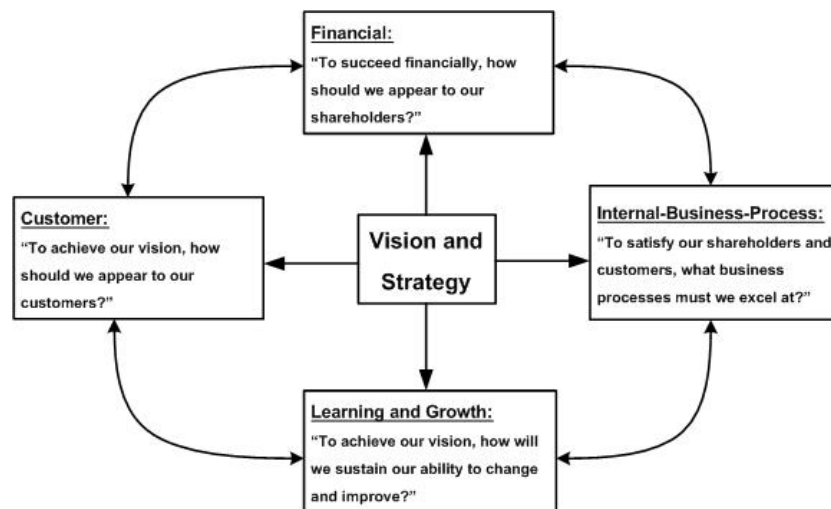 Financial:
“To succeed financially, how
should we appear to our
shareholders?”
Customer:
“To achieve our vision, how
should we appear to our
customers?”
Vision and
Strategy
Internal-Business-Process:
“To satisfy our shareholders and
customers, what business
processes must we excel at?”
Learning and Growth:
“To achieve our vision, how will
we sustain our ability to change
and improve?”